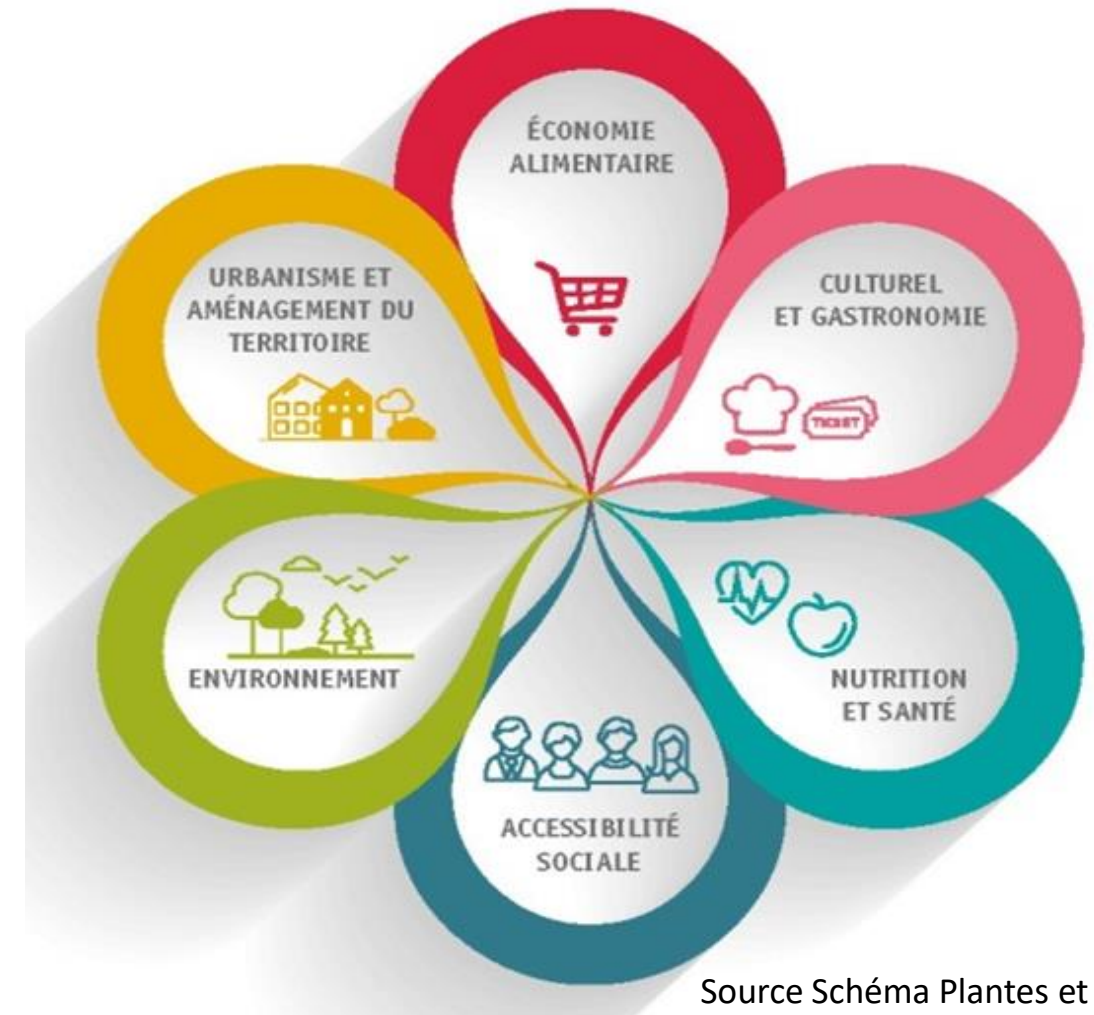 ÉCONOMIE
ALIMENTAIRE
CULTUREL
ET GASTRONOMIE
TICKET
NUTRITION
ET SANTÉ
ACCESSIBILITÉ
SOCIALE
ENVIRONNEMENT
URBANISME ET
AMÉNAGEMENT DU
TERRITOIRE
Source Schéma Plantes et